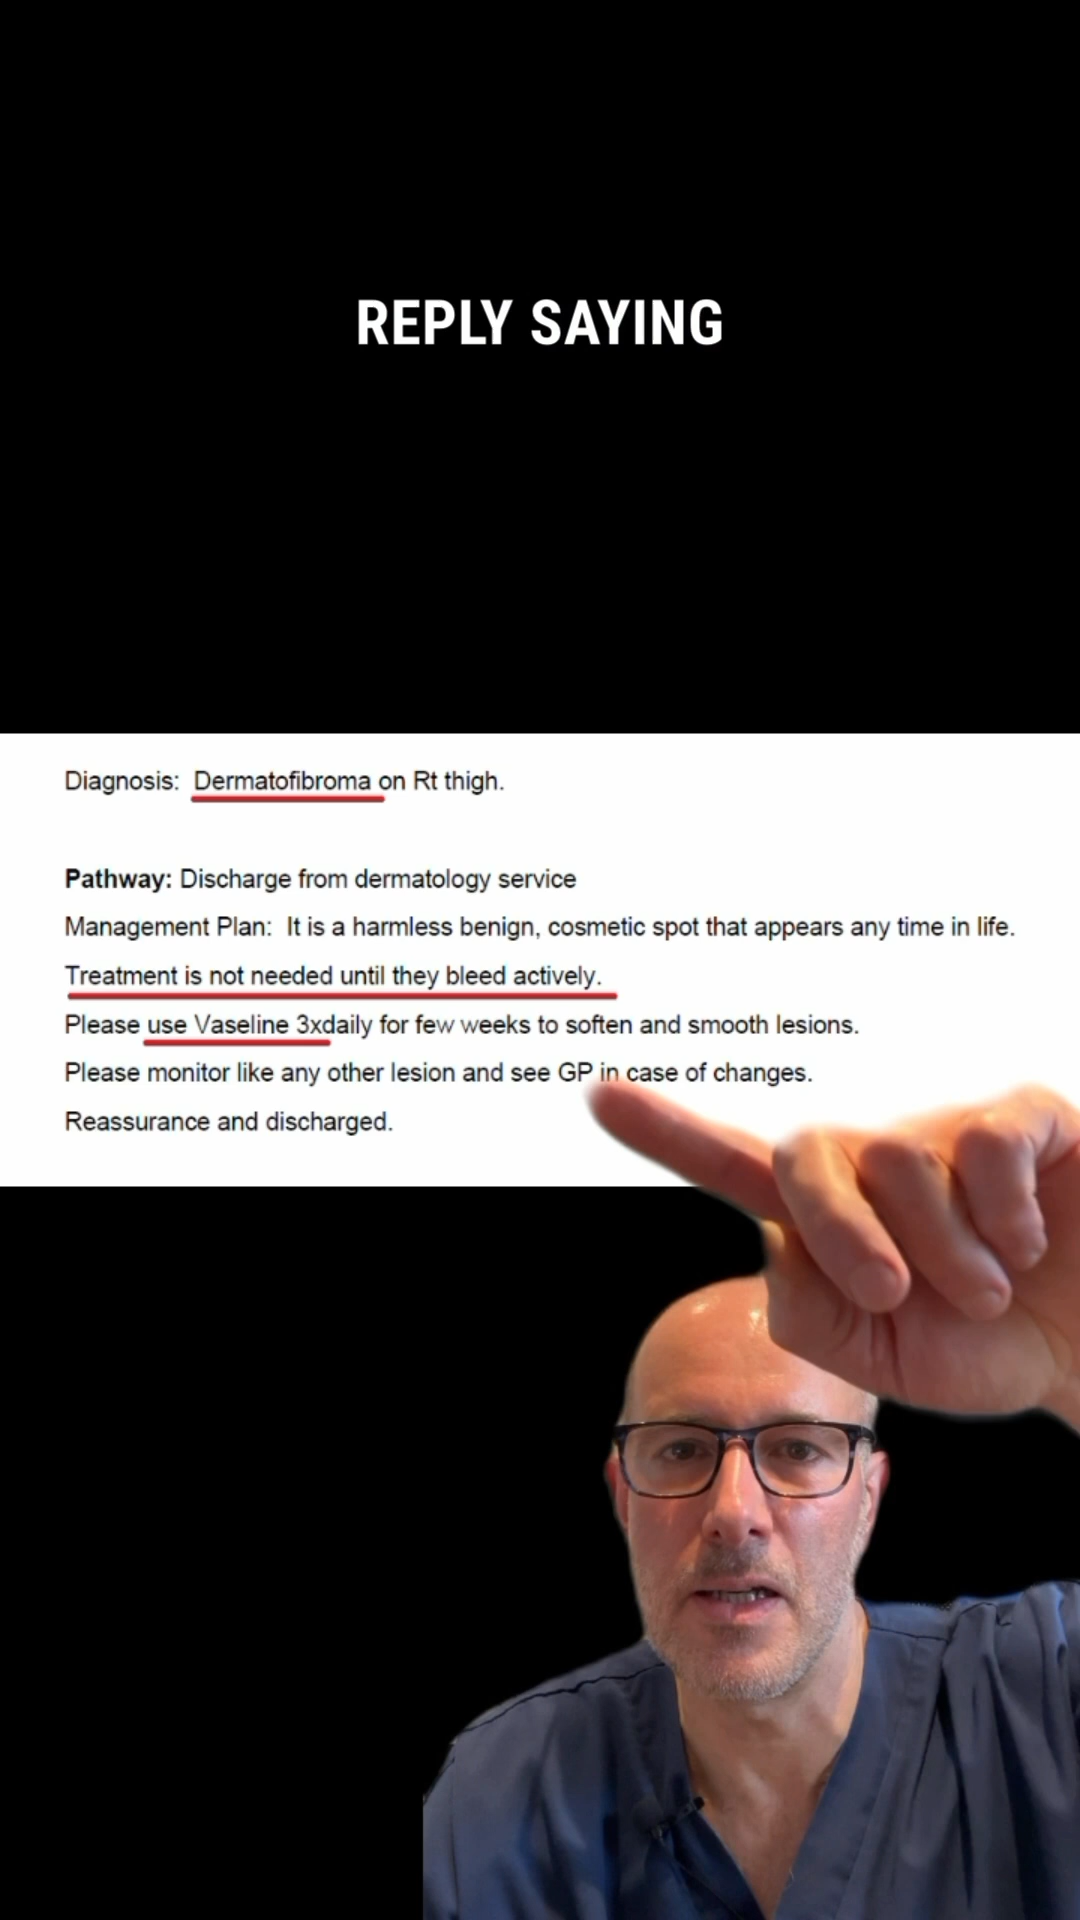 REPLY SAYING
Diagnosis: Dermatofibroma on Rt thigh.
Pathway: Discharge from dermatology service
Management Plan: It is a harmless benign, cosmetic spot that appears any time in life.
Treatment is not needed until they bleed actively.
Please use Vaseline 3xdaily for few weeks to soften and smooth lesions.
Please monitor like any other lesion and see GP in case of changes.
Reassurance and discharged.